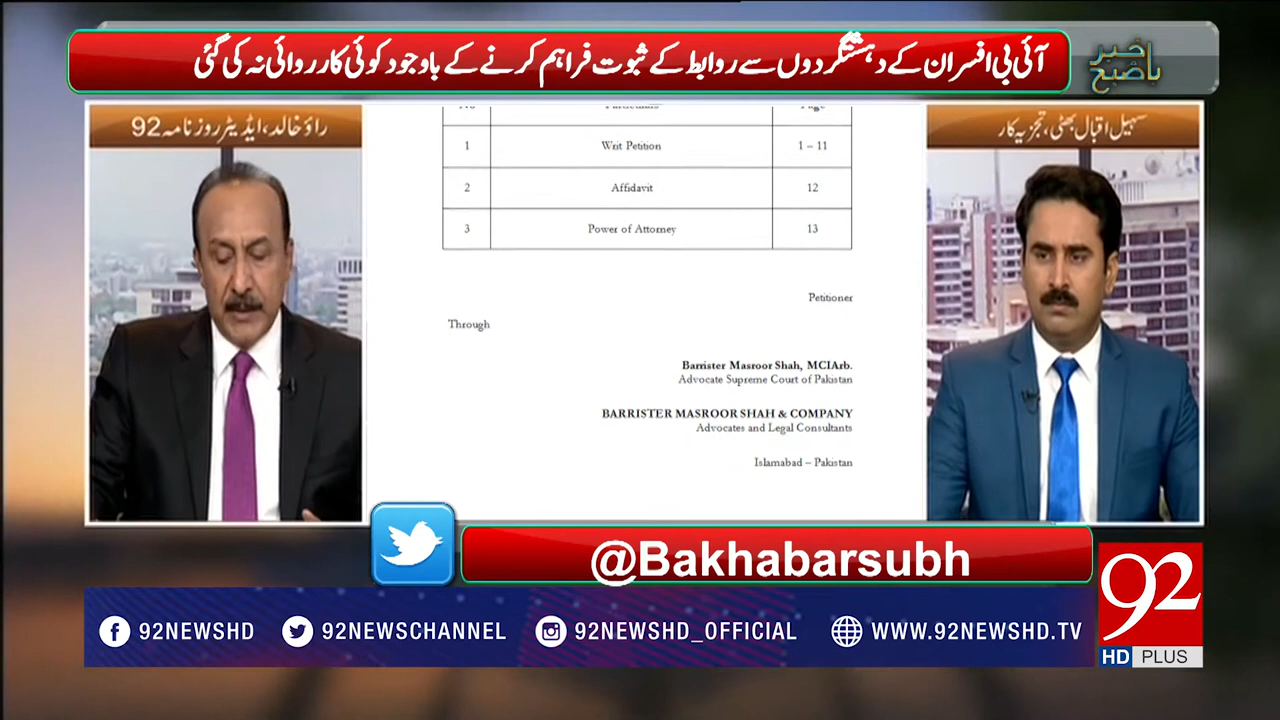 آئی بی افسران کے دہشتگردوں سے روابط کے ثبوت فراہم کرنے کے باوجود کوئی کارروائی نہ کی گئی
باخبر صبح
راؤ خالد، ایڈیٹر روزنامہ 92
سہیل اقبال بھٹی، تجزیہ کار
No Particulars Page
1 Writ Petition 1 – 11
2 Affidavit 12
3 Power of Attorney 13
Petitioner
Through
Barrister Masroor Shah, MCIArb.
Advocate Supreme Court of Pakistan
BARRISTER MASROOR SHAH & COMPANY
Advocates and Legal Consultants
Islamabad – Pakistan
@Bakhabarsubh
92NEWSHD 92NEWSCHANNEL 92NEWSHD_OFFICIAL WWW.92NEWSHD.TV
92
HD PLUS